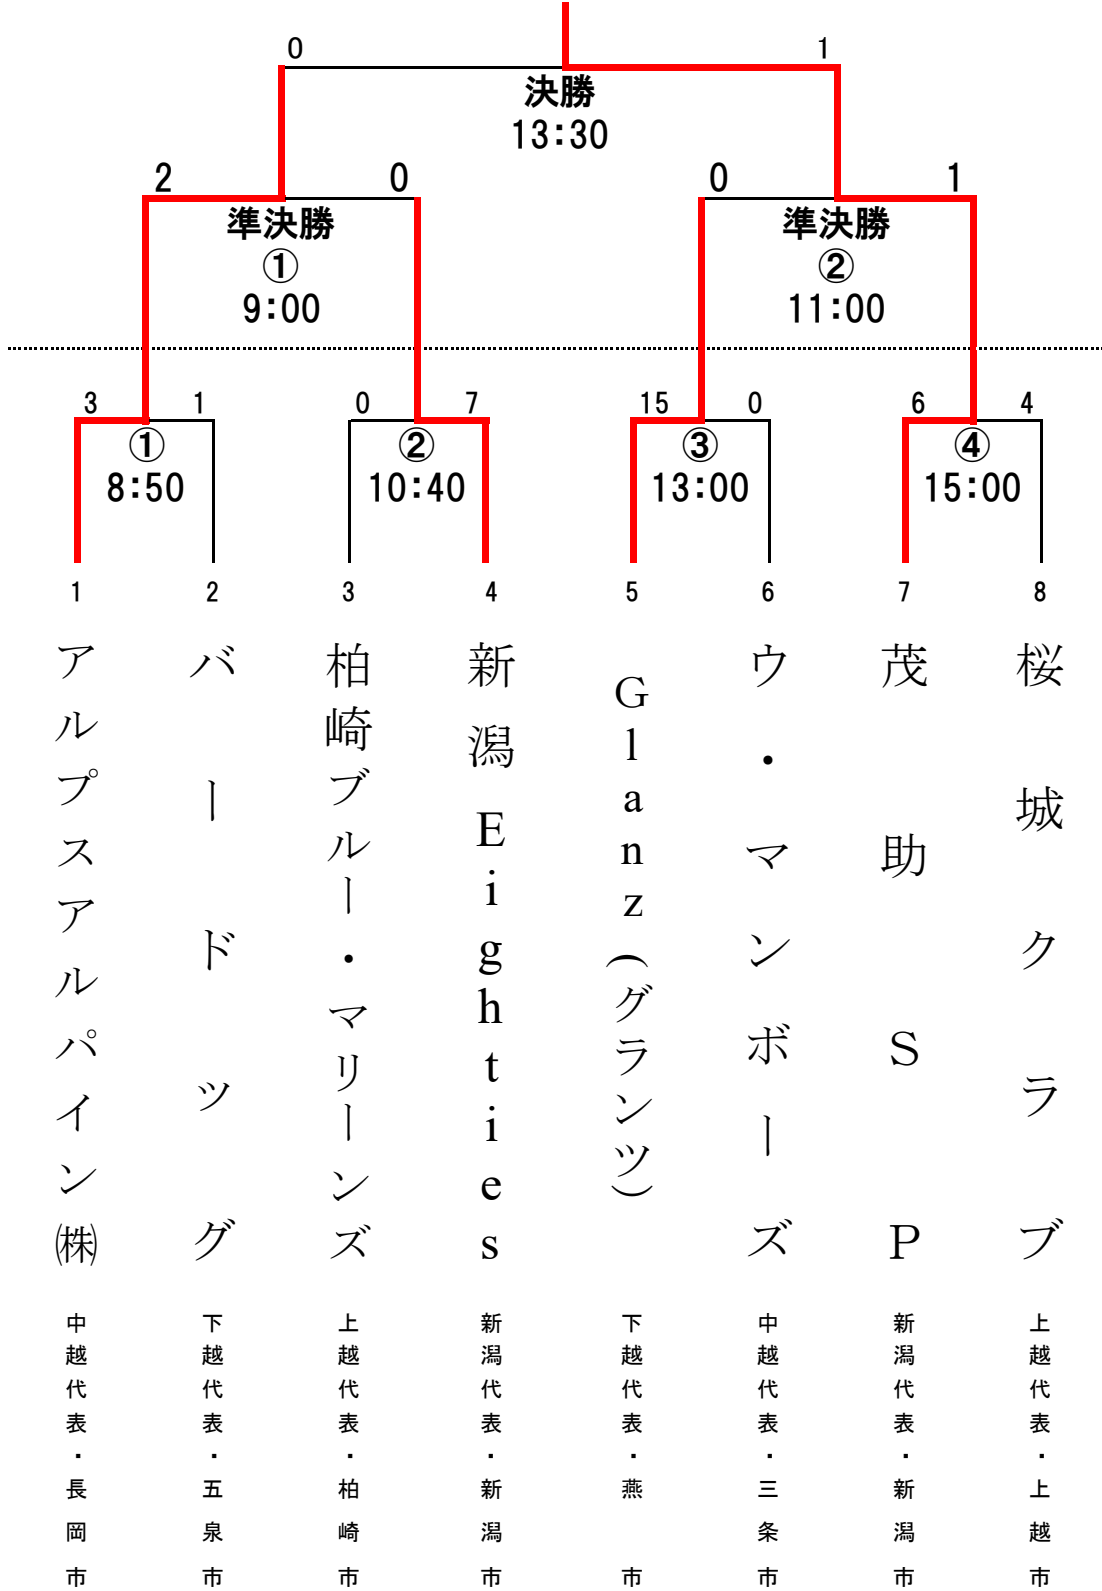 0 1
決勝
13:30
2 0 0 1
準決勝 準決勝
① ②
9:00 11:00
3 1 0 7 15 0 6 4
① ② ③ ④
8:50 10:40 13:00 15:00
1 2 3 4 5 6 7 8
アルプスアルパイン㈱
バードッグ
柏崎ブルー・マリーンズ
新潟Eighties
Glanz(グランツ)
ウ・マンボーズ
茂助SP
桜城クラブ
中越代表・長岡市
下越代表・五泉市
上越代表・柏崎市
新潟代表・新潟市
下越代表・燕市
中越代表・三条市
新潟代表・新潟市
上越代表・上越市